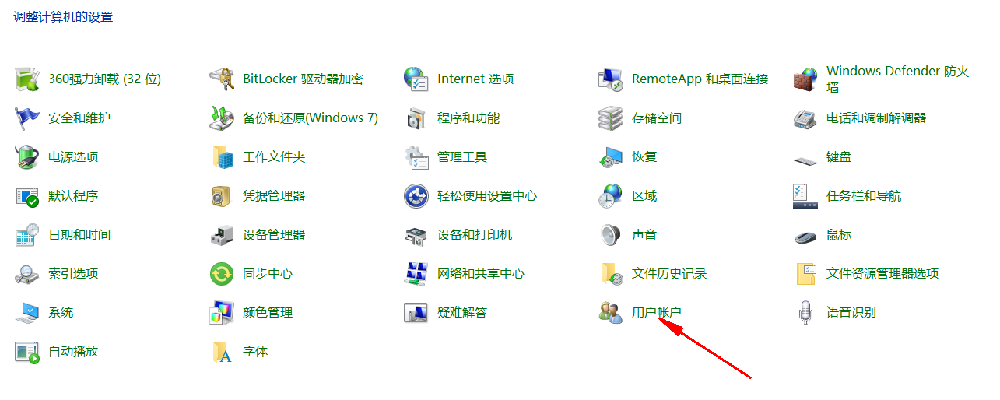 调整计算机的设置
360强力卸载 (32 位)
BitLocker 驱动器加密
Internet 选项
RemoteApp 和桌面连接
Windows Defender 防火
墙
安全和维护
备份和还原(Windows 7)
程序和功能
存储空间
电话和调制解调器
电源选项
工作文件夹
管理工具
恢复
键盘
默认程序
凭据管理器
轻松使用设置中心
区域
任务栏和导航
日期和时间
设备管理器
设备和打印机
声音
鼠标
索引选项
同步中心
网络和共享中心
文件历史记录
文件资源管理器选项
系统
颜色管理
疑难解答
用户帐户
语音识别
自动播放
字体